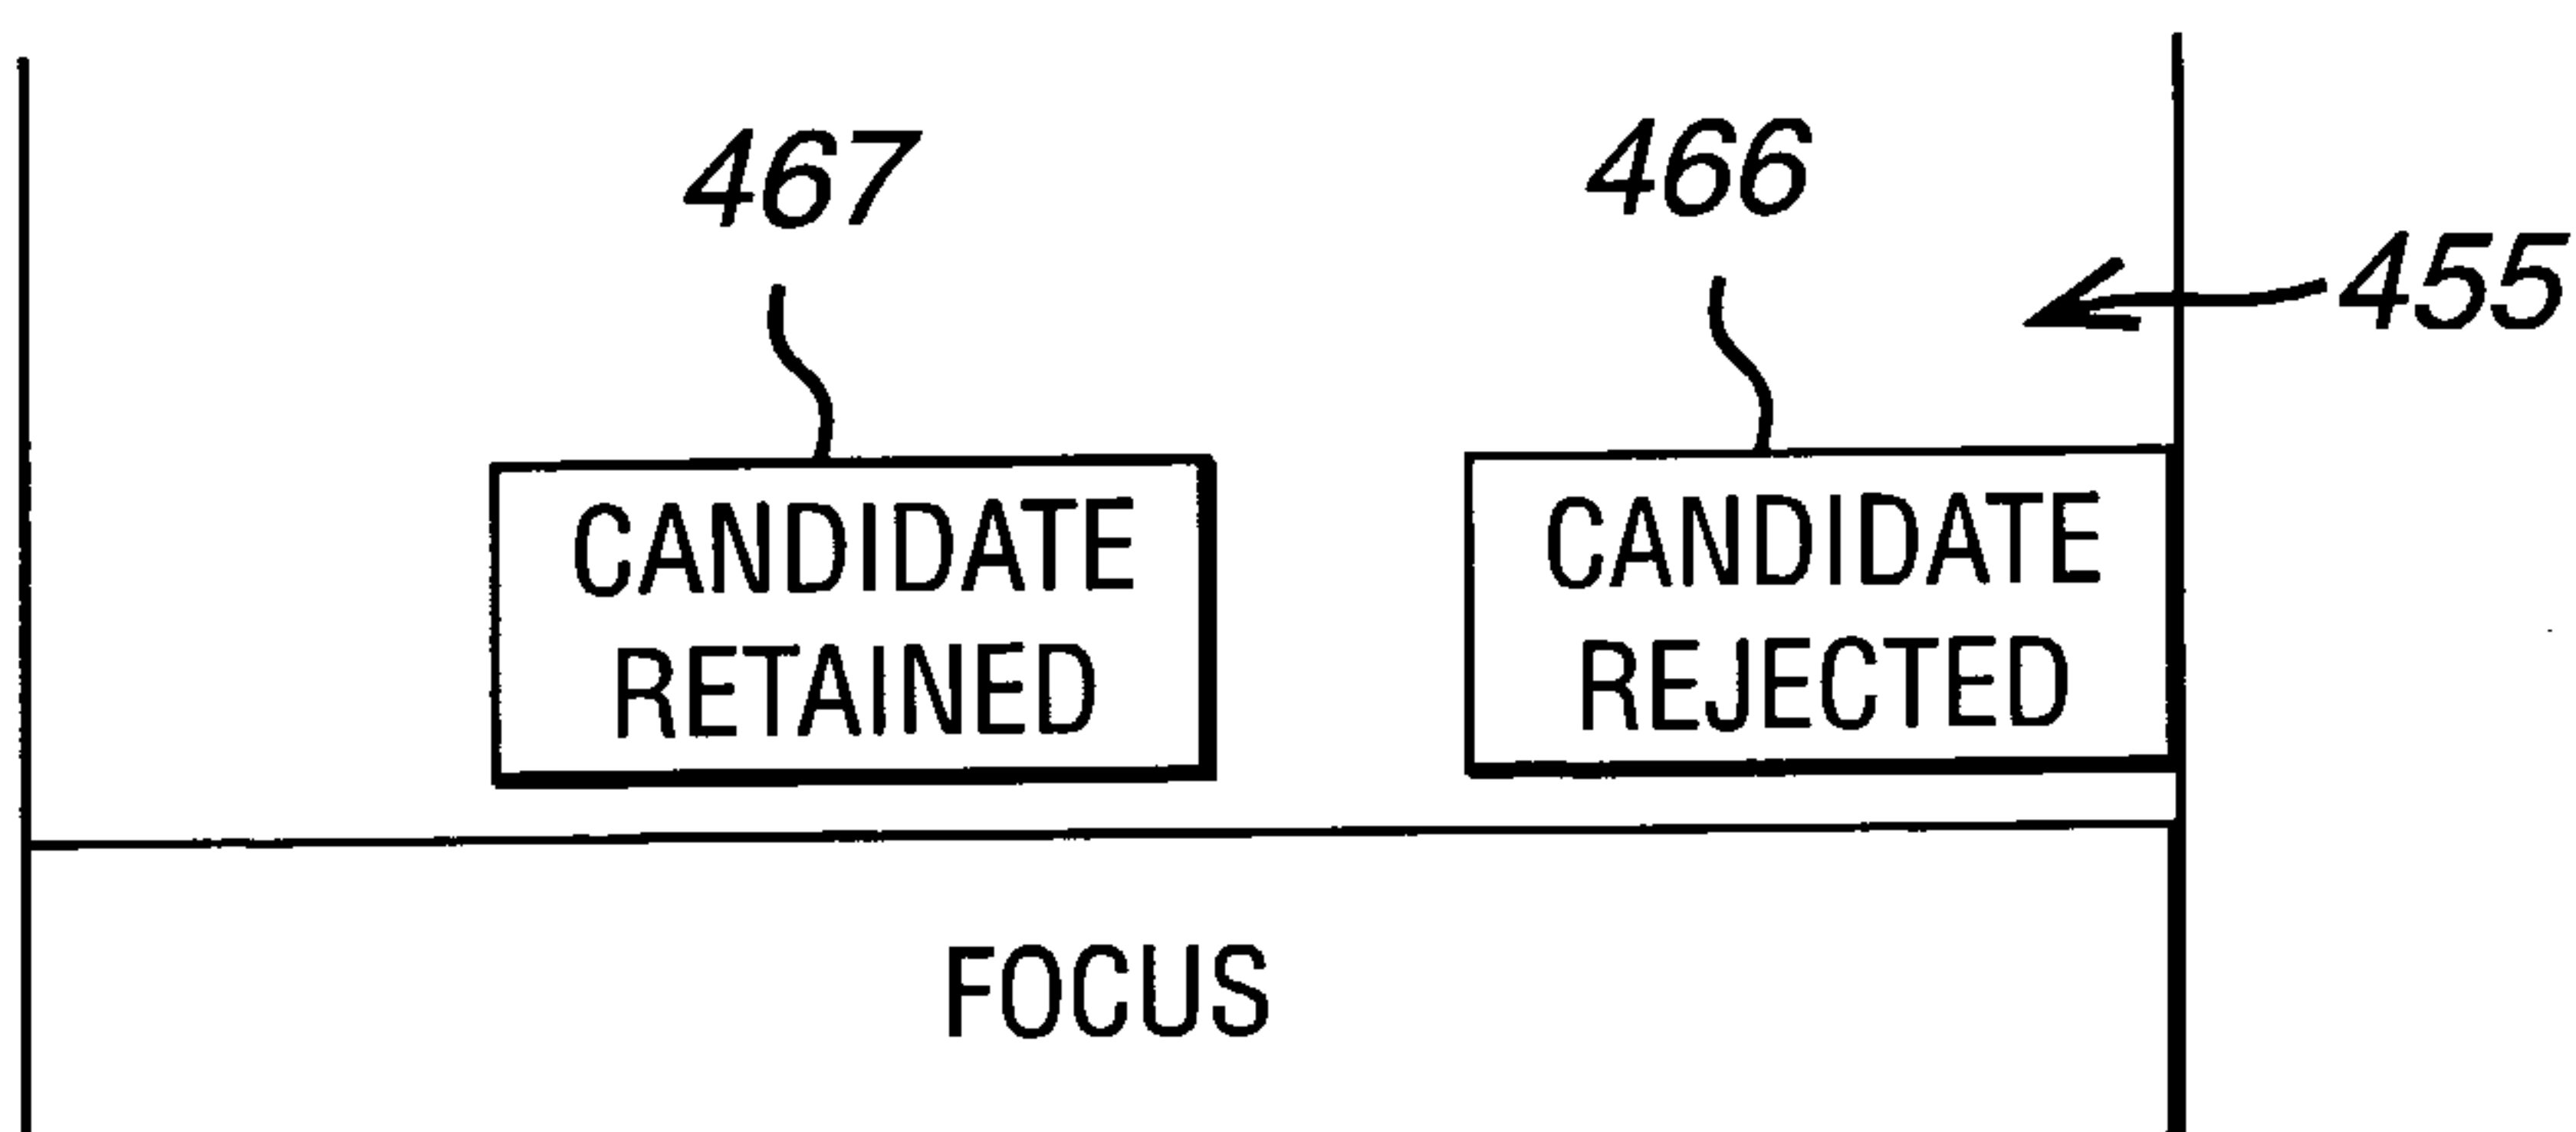 467
466
455
CANDIDATE
RETAINED
CANDIDATE
REJECTED
FOCUS